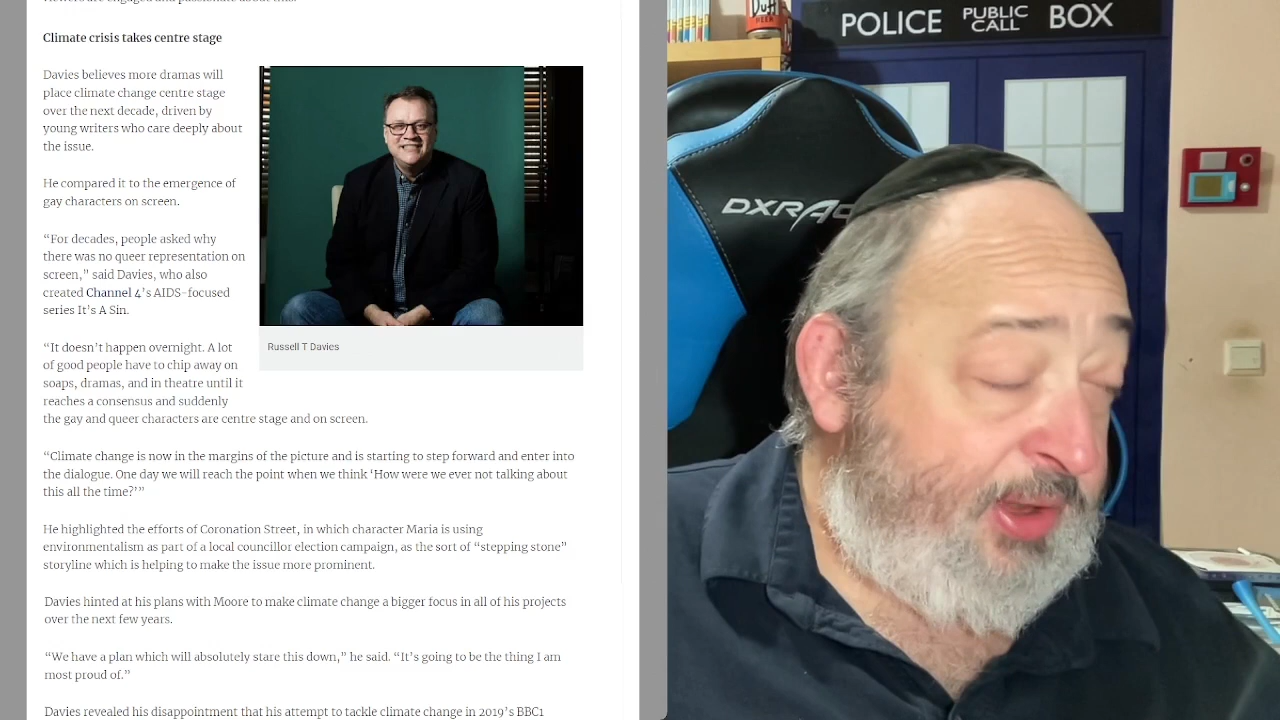 Climate crisis takes centre stage
Davies believes more dramas will
place climate change centre stage
over the next decade, driven by
young writers who care deeply about
the issue.
He compared it to the emergence of
gay characters on screen.
“For decades, people asked why
there was no queer representation on
screen,” said Davies, who also
created Channel 4’s AIDS-focused
series It’s A Sin.
“It doesn’t happen overnight. A lot
of good people have to chip away on
soaps, dramas, and in theatre until it
reaches a consensus and suddenly
the gay and queer characters are centre stage and on screen.
Russell T Davies
“Climate change is now in the margins of the picture and is starting to step forward and enter into
the dialogue. One day we will reach the point when we think ‘How were we ever not talking about
this all the time?’”
He highlighted the efforts of Coronation Street, in which character Maria is using
environmentalism as part of a local councillor election campaign, as the sort of “stepping stone”
storyline which is helping to make the issue more prominent.
Davies hinted at his plans with Moore to make climate change a bigger focus in all of his projects
over the next few years.
“We have a plan which will absolutely stare this down,” he said. “It’s going to be the thing I am
most proud of.”
Davies revealed his disappointment that his attempt to tackle climate change in 2019’s BBC1
Duff
BEER
POLICE PUBLIC CALL BOX